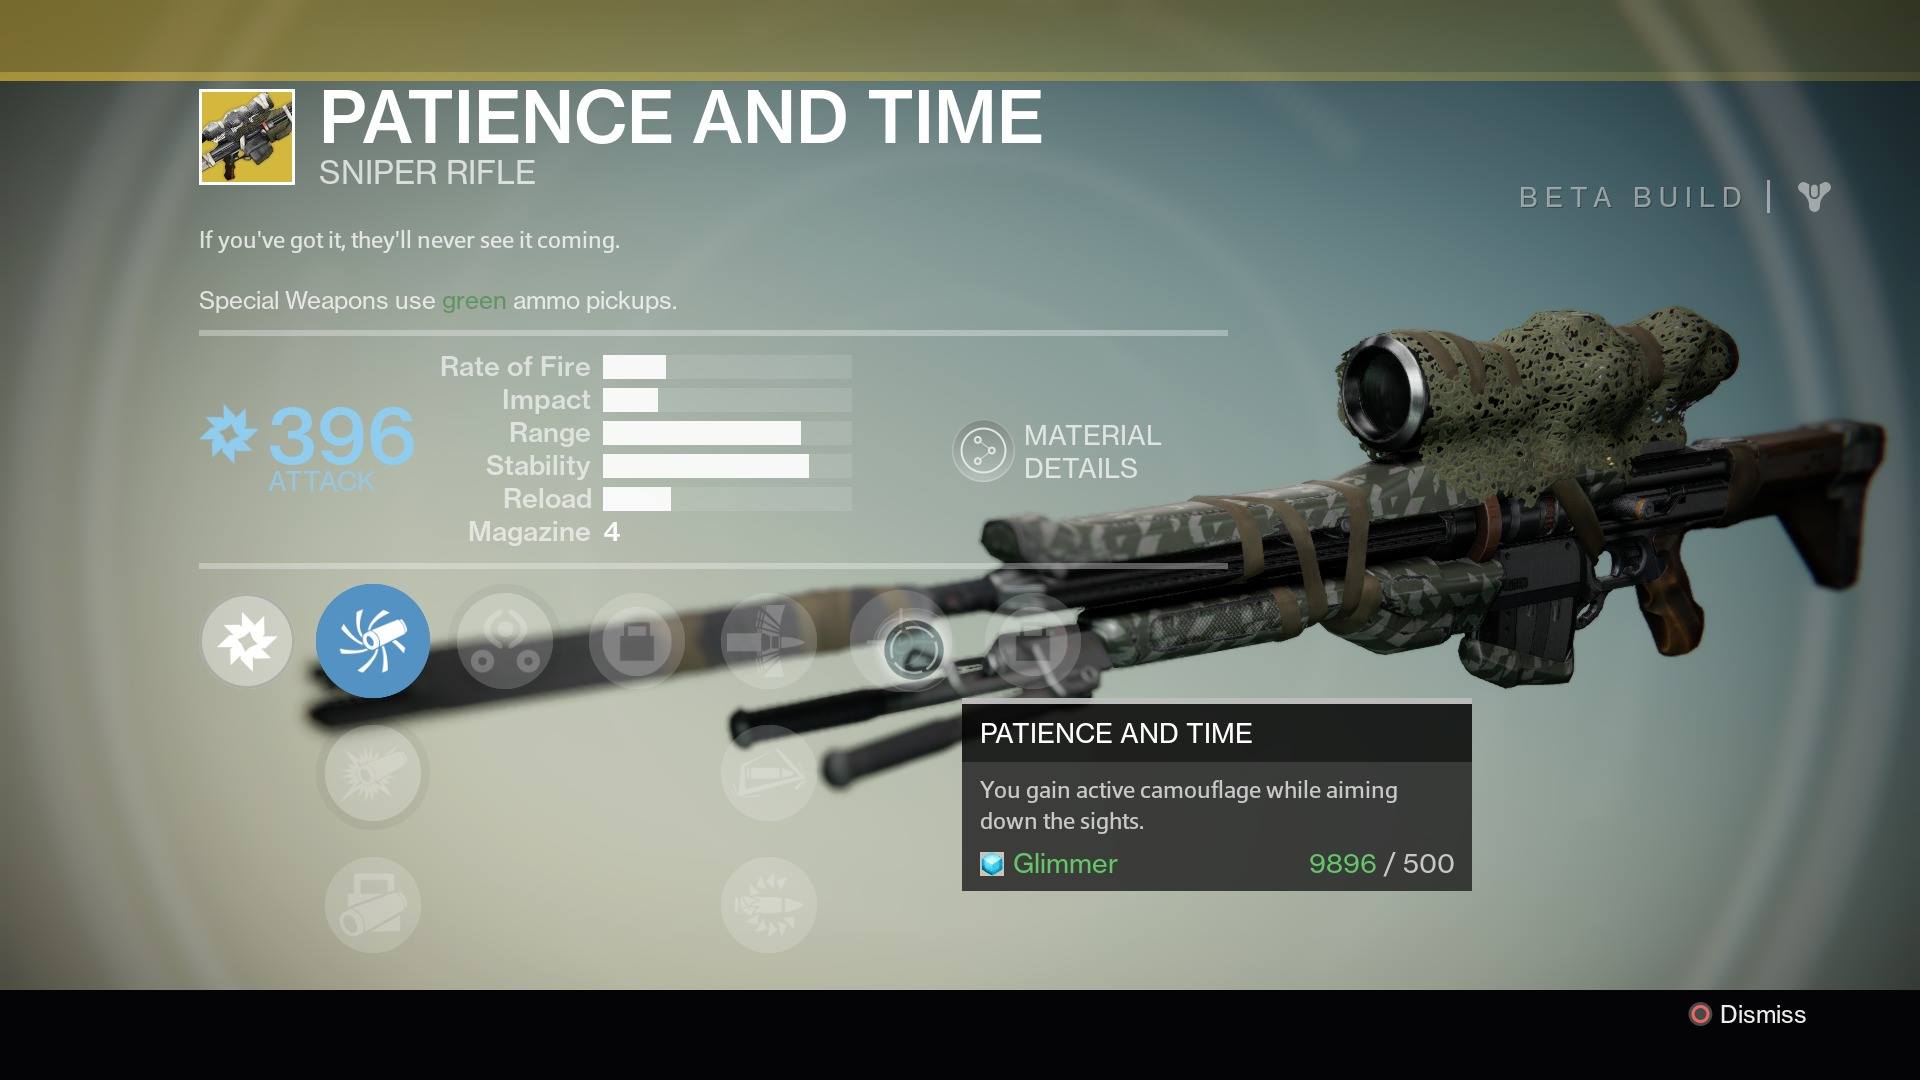 PATIENCE AND TIME
SNIPER RIFLE
BETA BUILD
If you've got it, they'll never see it coming.
Special Weapons use green ammo pickups.
396
ATTACK
Rate of Fire
Impact
Range
Stability
Reload
Magazine 4
MATERIAL
DETAILS
PATIENCE AND TIME
You gain active camouflage while aiming
down the sights.
Glimmer 9896 / 500
Dismiss